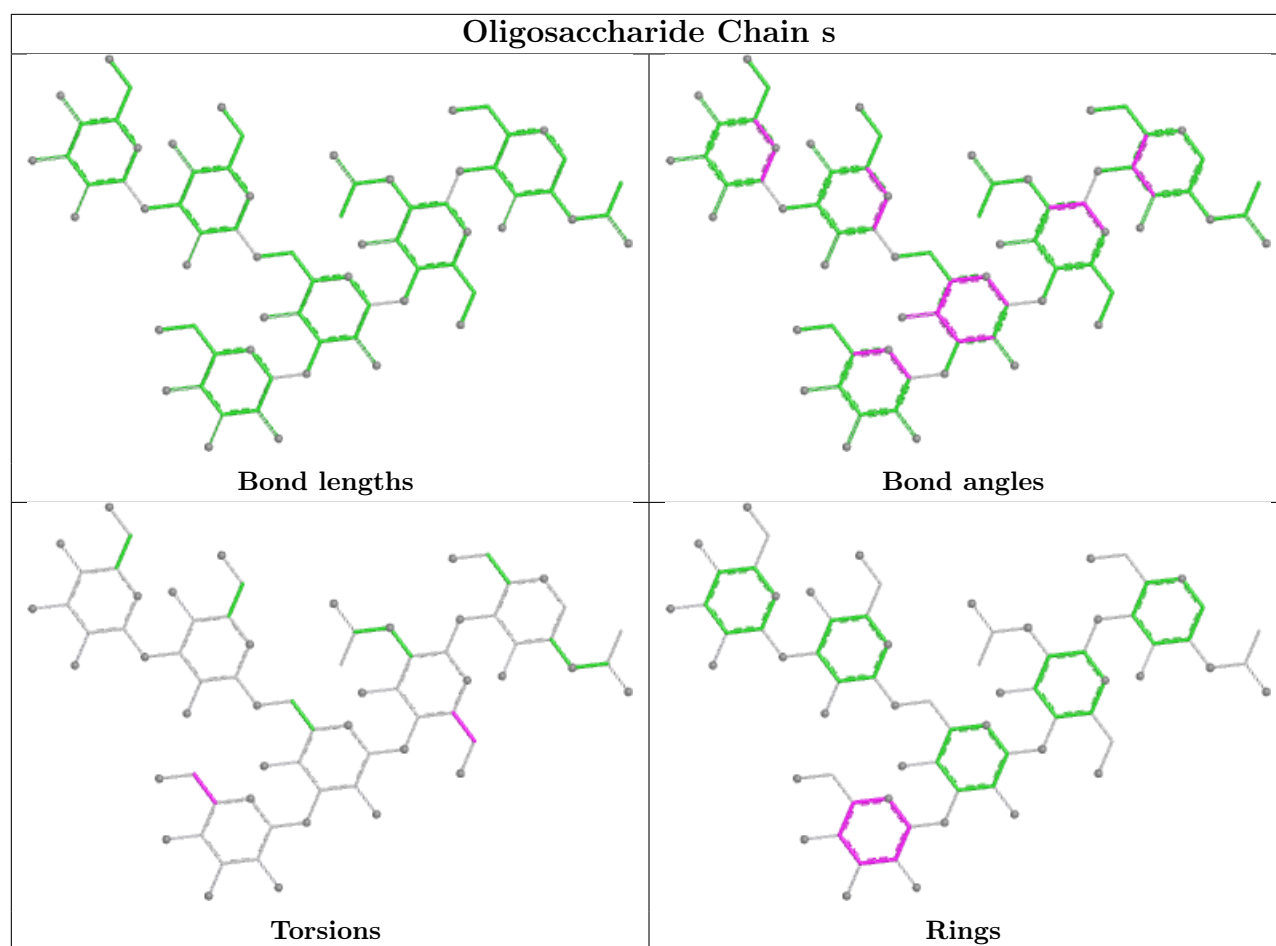 Oligosaccharide Chain s
Bond lengths
Bond angles
Torsions
Rings